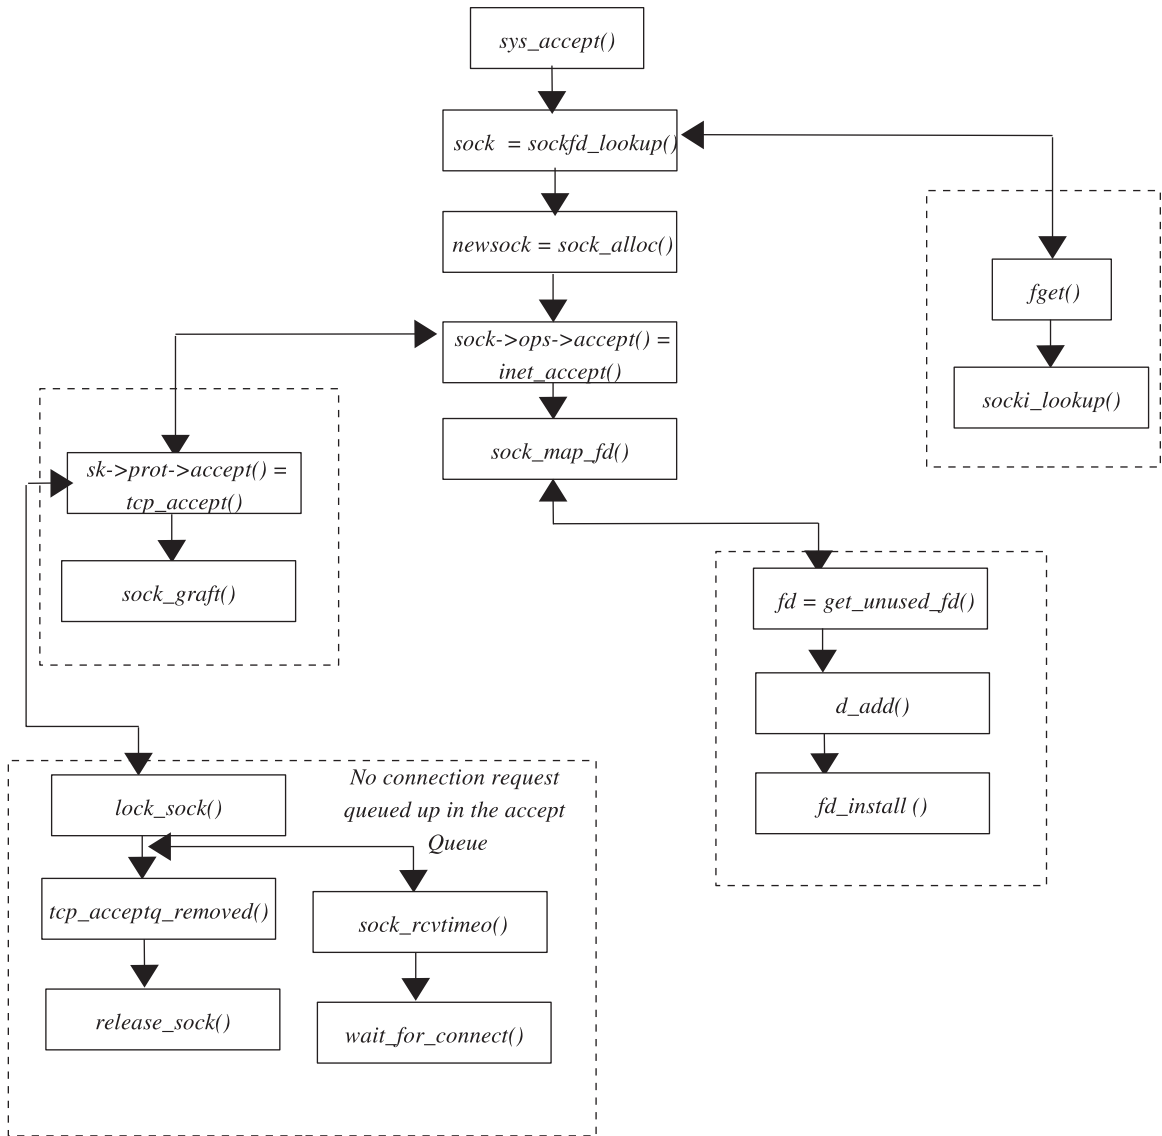 sys_accept()
sock = sockfd_lookup()
newsock = sock_alloc()
sock->ops->accept() =
inet_accept()
sock_map_fd()
fget()
socki_lookup()
sk->prot->accept() =
tcp_accept()
sock_graft()
fd = get_unused_fd()
d_add()
fd_install ()
No connection request
queued up in the accept
Queue
lock_sock()
tcp_acceptq_removed()
release_sock()
sock_rcvtimeo()
wait_for_connect()